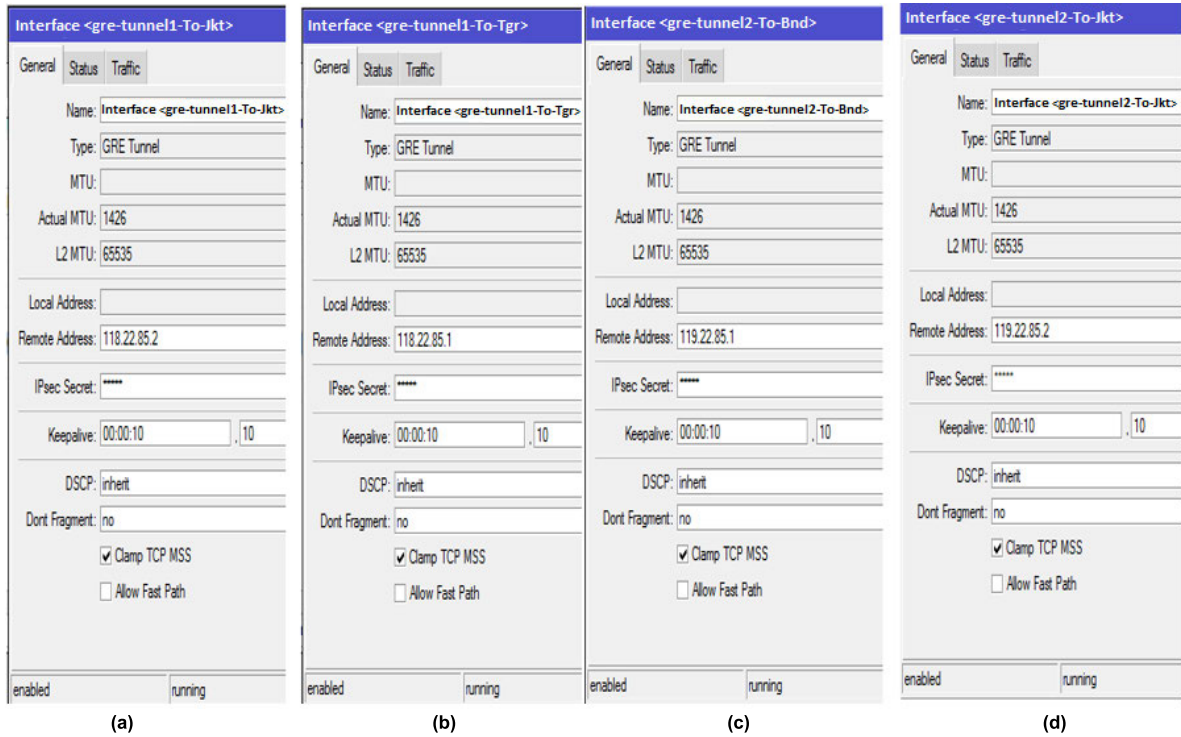 Interface <gre-tunnel1-To-Jkt>
General Status Traffic
Name: Interface <gre-tunnel1-To-Jkt>
Type: GRE Tunnel
MTU:
Actual MTU: 1426
L2 MTU: 65535
Local Address:
Remote Address: 118.22.85.2
IPsec Secret: *****
Keepalive: 00:00:10 , 10
DSCP: inherit
Dont Fragment: no
Clamp TCP MSS
Allow Fast Path
enabled running
(a)
Interface <gre-tunnel1-To-Tgr>
General Status Traffic
Name: Interface <gre-tunnel1-To-Tgr>
Type: GRE Tunnel
MTU:
Actual MTU: 1426
L2 MTU: 65535
Local Address:
Remote Address: 118.22.85.1
IPsec Secret: *****
Keepalive: 00:00:10 , 10
DSCP: inherit
Dont Fragment: no
Clamp TCP MSS
Allow Fast Path
enabled running
(b)
Interface <gre-tunnel2-To-Bnd>
General Status Traffic
Name: Interface <gre-tunnel2-To-Bnd>
Type: GRE Tunnel
MTU:
Actual MTU: 1426
L2 MTU: 65535
Local Address:
Remote Address: 119.22.85.1
IPsec Secret: *****
Keepalive: 00:00:10 , 10
DSCP: inherit
Dont Fragment: no
Clamp TCP MSS
Allow Fast Path
enabled running
(c)
Interface <gre-tunnel2-To-Jkt>
General Status Traffic
Name: Interface <gre-tunnel2-To-Jkt>
Type: GRE Tunnel
MTU:
Actual MTU: 1426
L2 MTU: 65535
Local Address:
Remote Address: 119.22.85.2
IPsec Secret: *****
Keepalive: 00:00:10 , 10
DSCP: inherit
Dont Fragment: no
Clamp TCP MSS
Allow Fast Path
enabled running
(d)